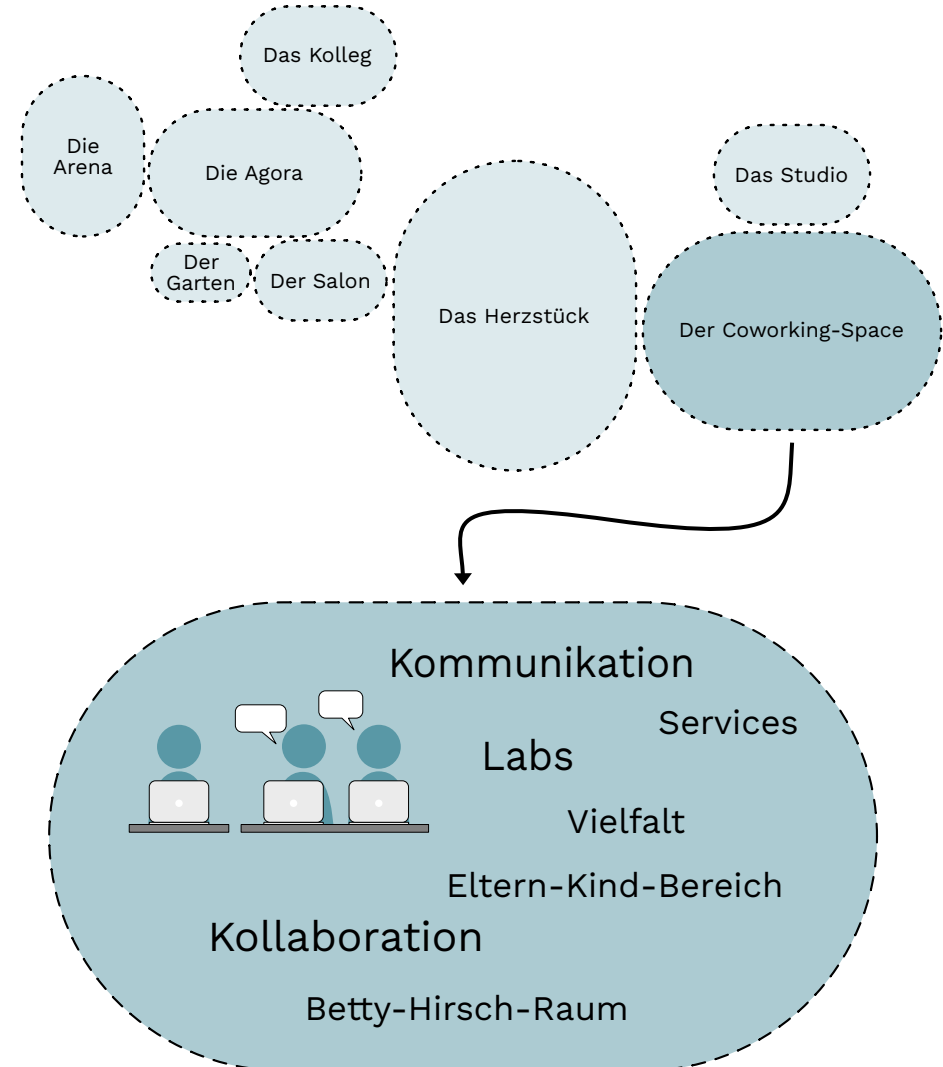 Das Kolleg
Die
Arena
Die Agora
Das Studio
Der
Garten
Der Salon
Das Herzstück
Der Coworking-Space
Kommunikation
Services
Labs
Vielfalt
Eltern-Kind-Bereich
Kollaboration
Betty-Hirsch-Raum